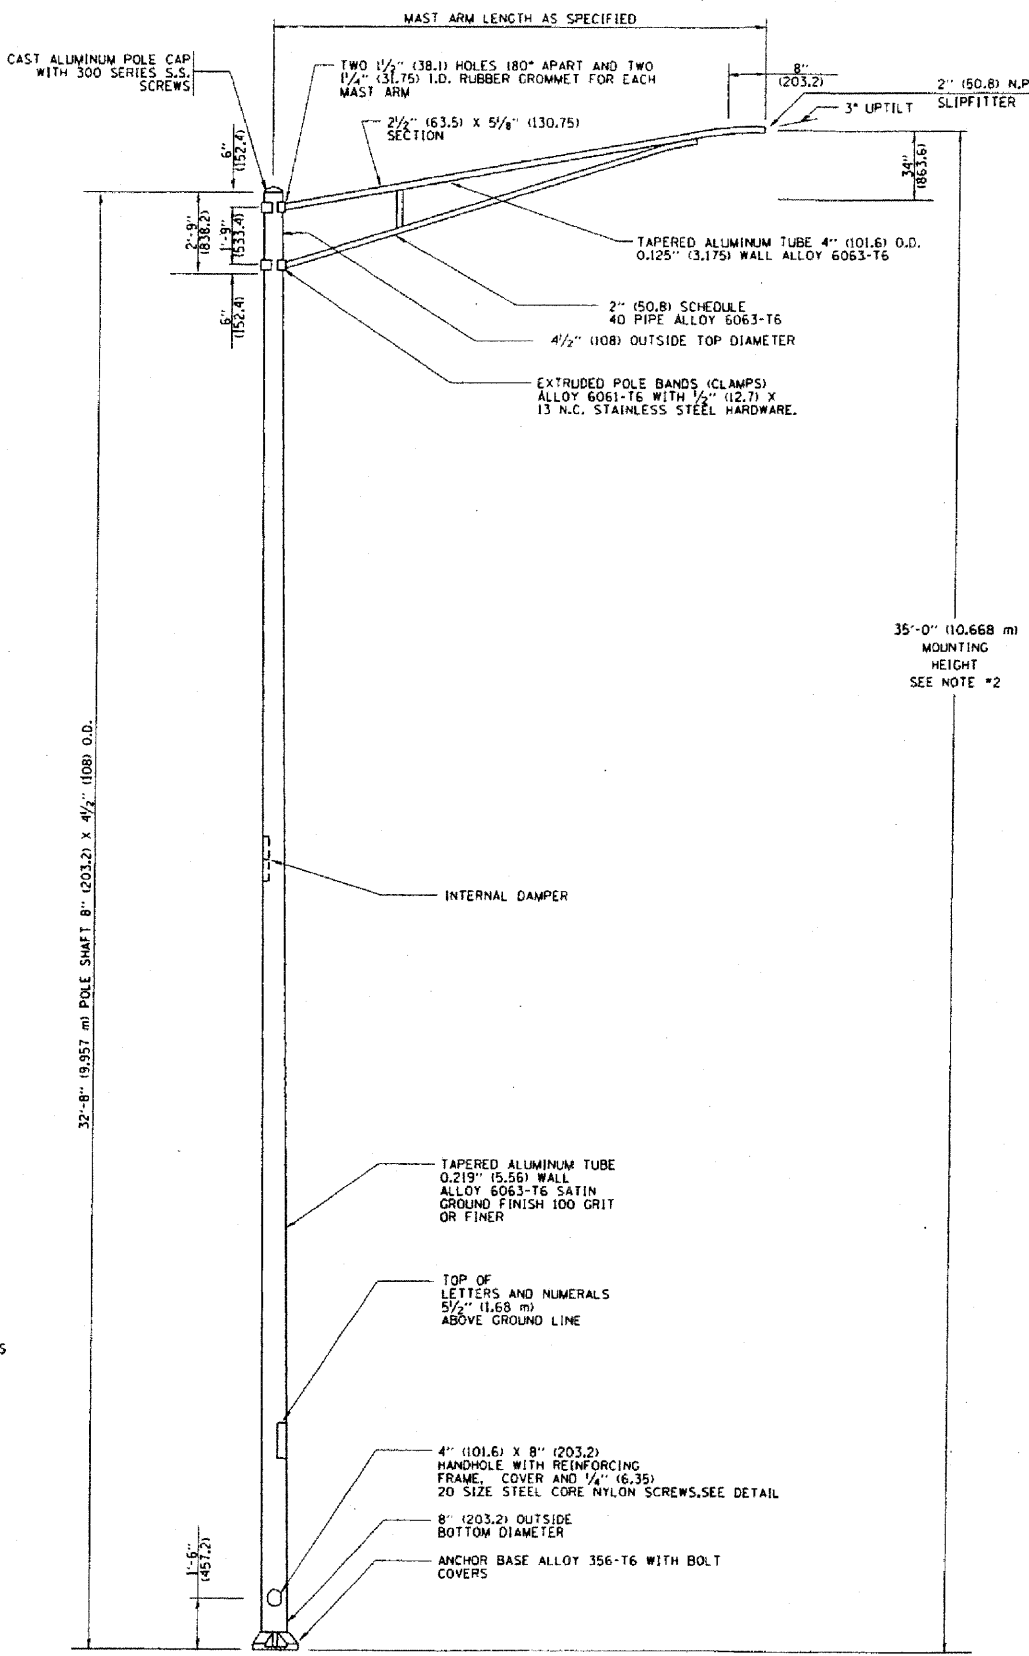 MAST ARM LENGTH AS SPECIFIED
CAST ALUMINUM POLE CAP
WITH 300 SERIES S.S.
SCREWS
TWO 1½" (38.1) HOLES 180° APART AND TWO
1¼" (31.75) I.D. RUBBER GROMMET FOR EACH
MAST ARM
8"
(203.2)
2" (50.8) N.P
SLIPFITTER
3° UPTILT
2½" (63.5) X 5⅛" (130.75)
SECTION
6"
(152.4)
34"
(863.6)
2'-9"
(838.2)
1'-9"
(533.4)
TAPERED ALUMINUM TUBE 4" (101.6) O.D.
0.125" (3.175) WALL ALLOY 6063-T6
6"
(152.4)
2" (50.8) SCHEDULE
40 PIPE ALLOY 6063-T6
4½" (108) OUTSIDE TOP DIAMETER
EXTRUDED POLE BANDS (CLAMPS)
ALLOY 6061-T6 WITH ½" (12.7) X
13 N.C. STAINLESS STEEL HARDWARE.
35'-0" (10.668 m)
MOUNTING
HEIGHT
SEE NOTE #2
32'-8" (9.957 m) POLE SHAFT 8" (203.2) X 4½" (108) O.D.
INTERNAL DAMPER
TAPERED ALUMINUM TUBE
0.219" (5.56) WALL
ALLOY 6063-T6 SATIN
GROUND FINISH 100 GRIT
OR FINER
TOP OF
LETTERS AND NUMERALS
5½" (1.68 m)
ABOVE GROUND LINE
S
4" (101.6) X 8" (203.2)
HANDHOLE WITH REINFORCING
FRAME, COVER AND ¼" (6.35)
20 SIZE STEEL CORE NYLON SCREWS.SEE DETAIL
8" (203.2) OUTSIDE
BOTTOM DIAMETER
1'-6"
(457.2)
ANCHOR BASE ALLOY 356-T6 WITH BOLT
COVERS